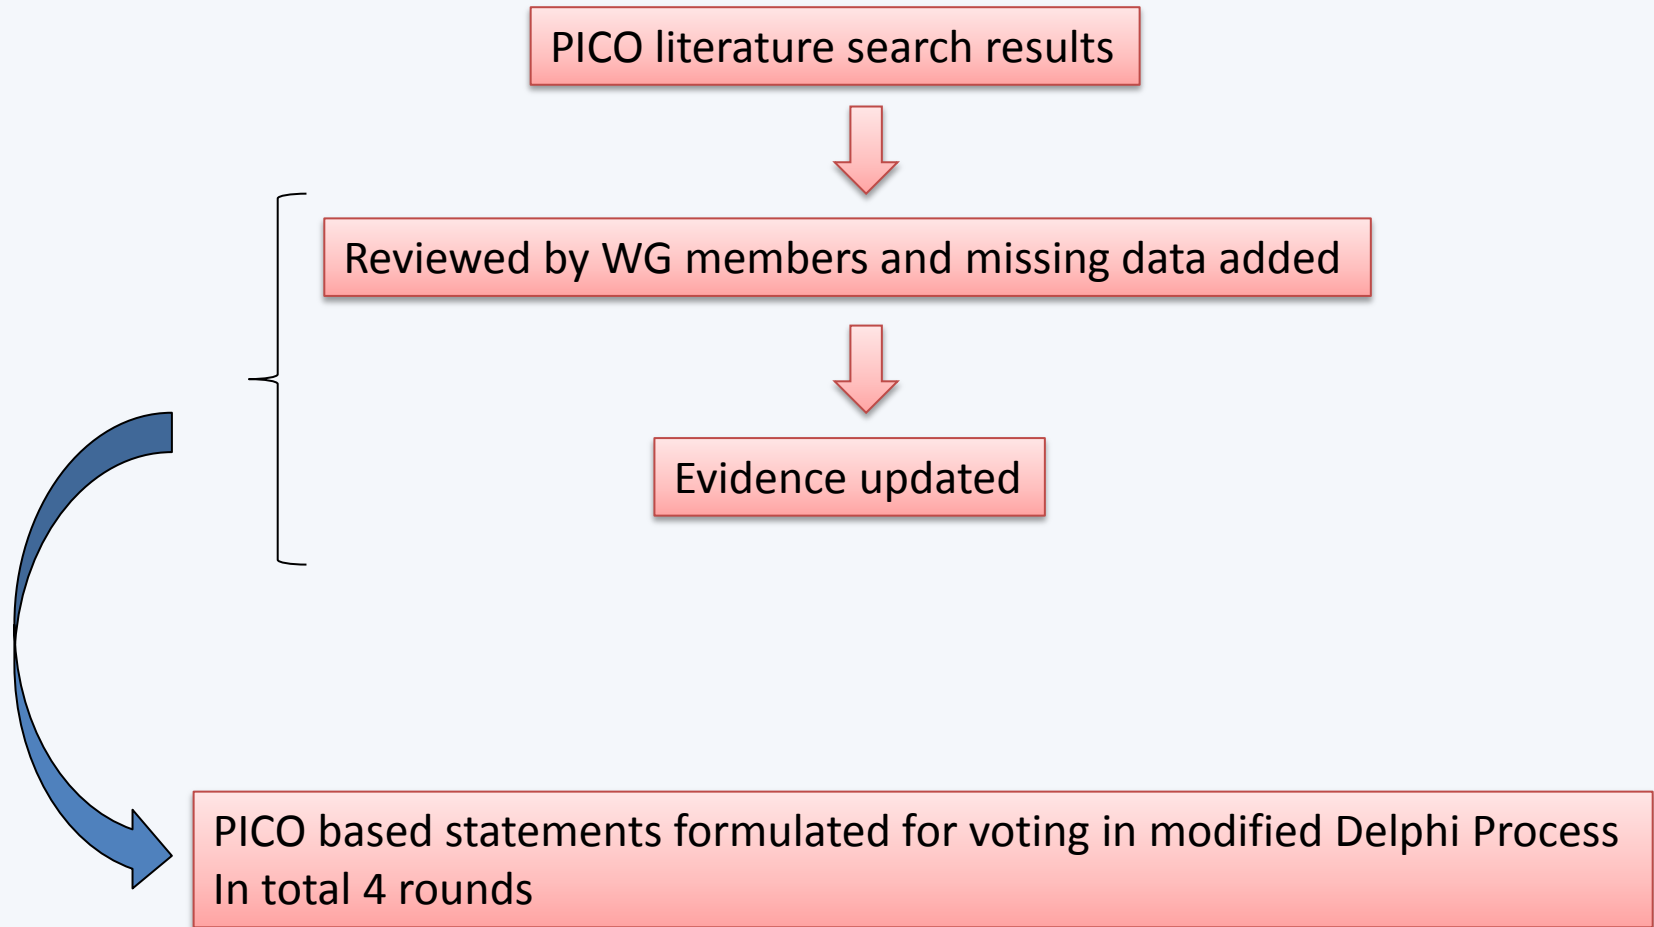 PICO literature search results
Reviewed by WG members and missing data added
Evidence updated
PICO based statements formulated for voting in modified Delphi Process
In total 4 rounds